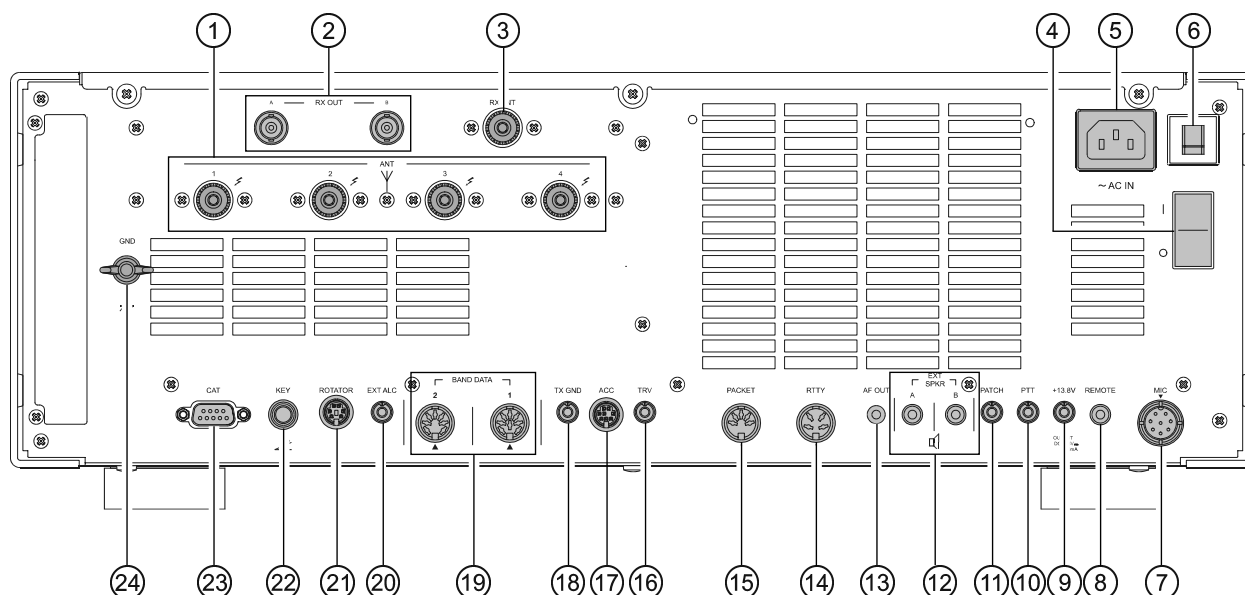 1 2 3 4 5 6
A RX OUT B
RX ANT
ANT
1 2 3 4
~ AC IN
GND
CAT KEY ROTATOR EXT ALC BAND DATA TX GND ACC TRV PACKET RTTY AF OUT EXT SPKR PATCH PTT +13.8V REMOTE MIC
2 1
A B
24 23 22 21 20 19 18 17 16 15 14 13 12 11 10 9 8 7